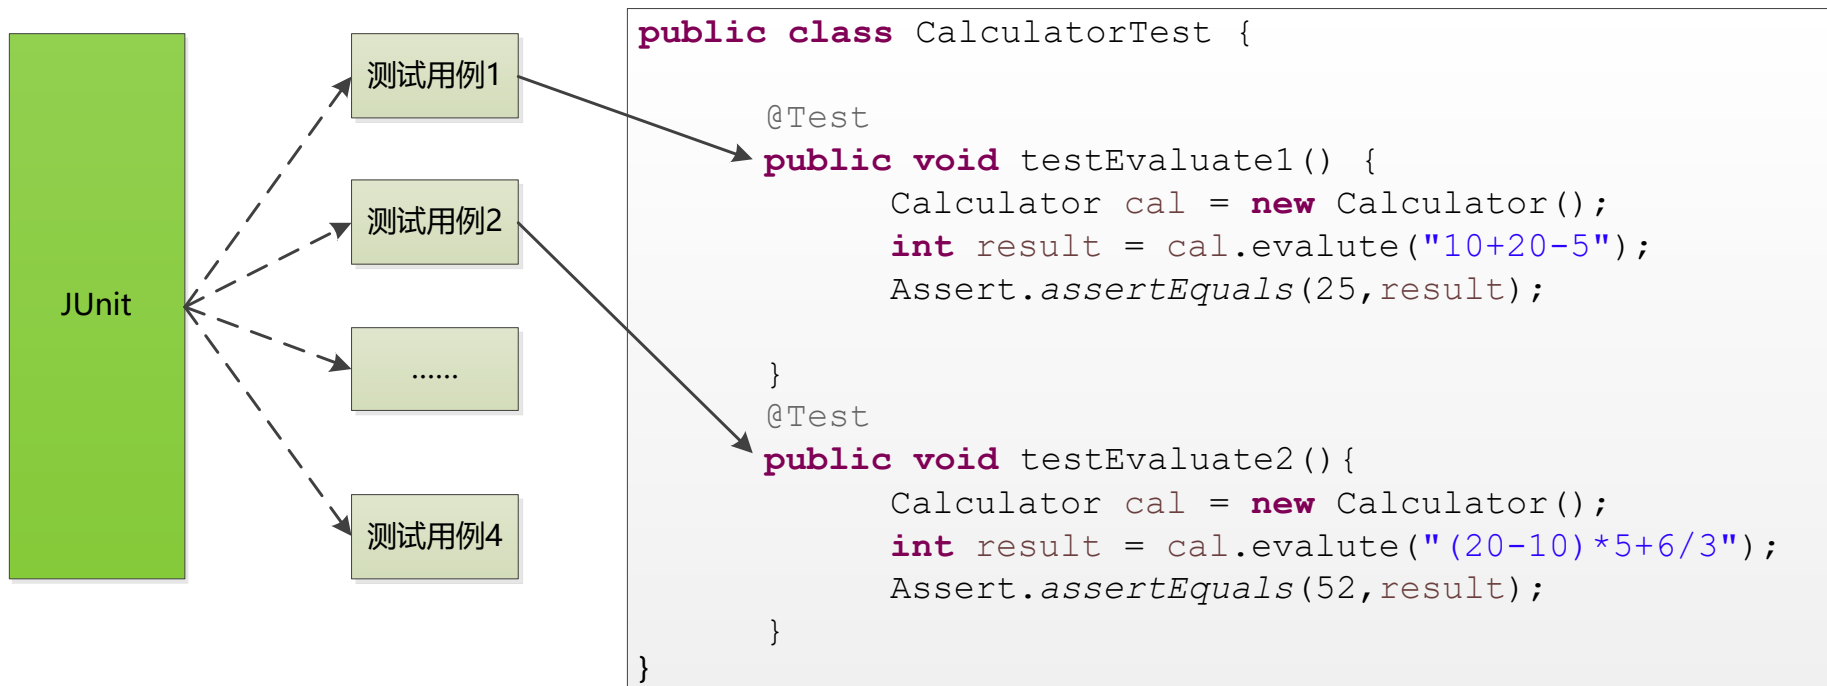 JUnit
测试用例1
测试用例2
......
测试用例4
public class CalculatorTest {
@Test
public void testEvaluate1() {
Calculator cal = new Calculator();
int result = cal.evalute("10+20-5");
Assert.assertEquals(25,result);
}
@Test
public void testEvaluate2(){
Calculator cal = new Calculator();
int result = cal.evalute("(20-10)*5+6/3");
Assert.assertEquals(52,result);
}
}